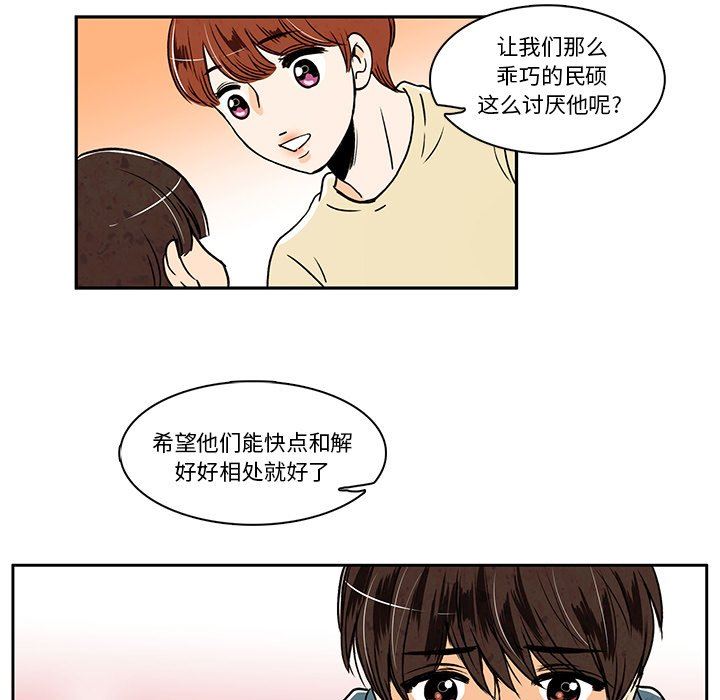 让我们那么
乖巧的民硕
这么讨厌他呢?
希望他们能快点和解
好好相处就好了